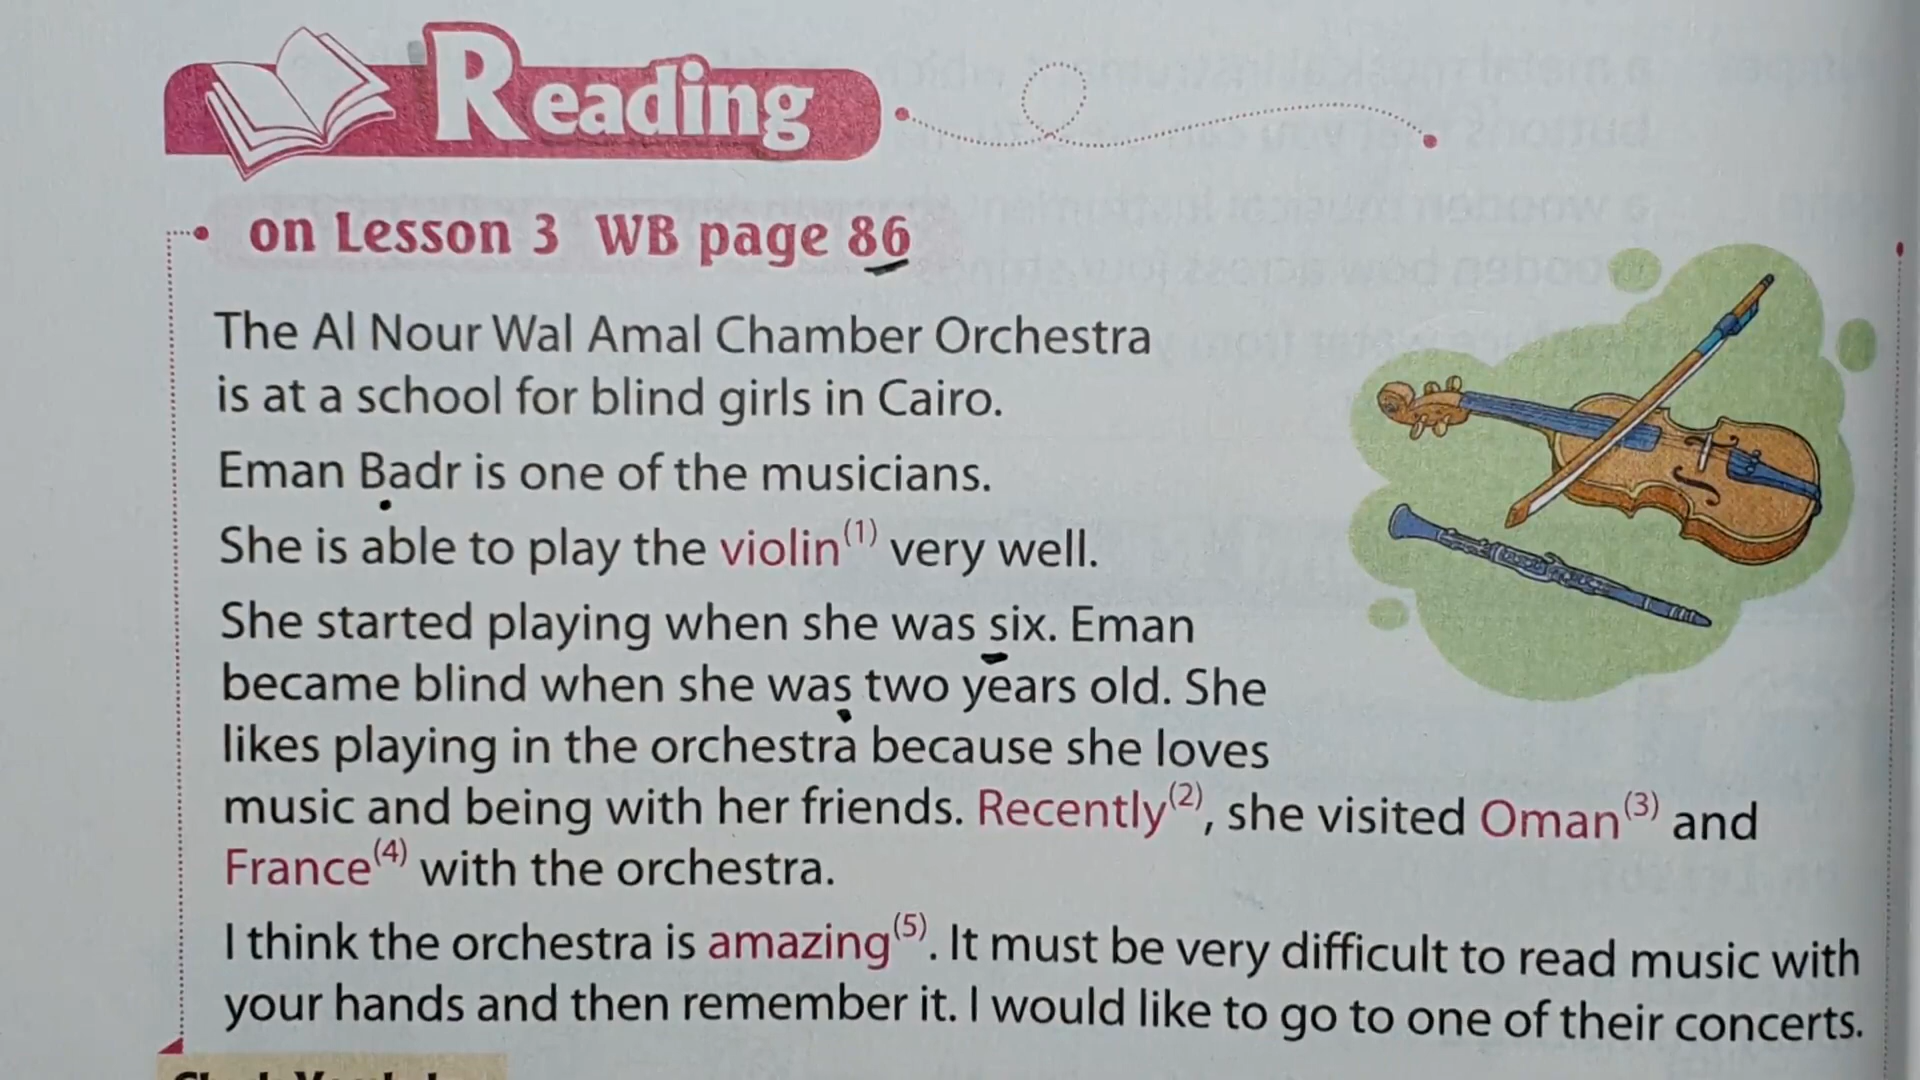 Reading
on Lesson 3 WB page 86
The Al Nour Wal Amal Chamber Orchestra
is at a school for blind girls in Cairo.
Eman Badr is one of the musicians.
She is able to play the violin(1) very well.
She started playing when she was six. Eman
became blind when she was two years old. She
likes playing in the orchestra because she loves
music and being with her friends. Recently(2), she visited Oman(3) and
France(4) with the orchestra.
I think the orchestra is amazing(5). It must be very difficult to read music with
your hands and then remember it. I would like to go to one of their concerts.